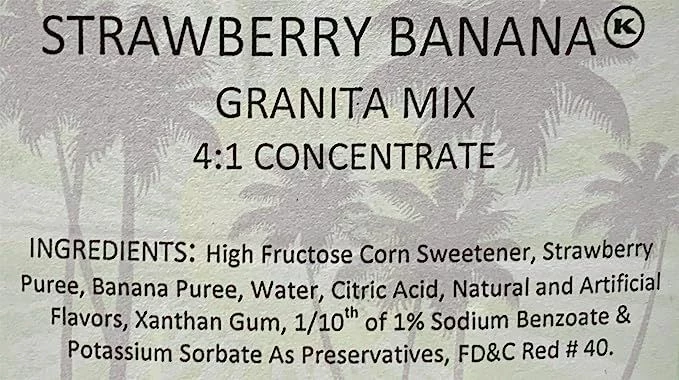 STRAWBERRY BANANA K
GRANITA MIX
4:1 CONCENTRATE
INGREDIENTS: High Fructose Corn Sweetener, Strawberry
Puree, Banana Puree, Water, Citric Acid, Natural and Artificial
Flavors, Xanthan Gum, 1/10th of 1% Sodium Benzoate &
Potassium Sorbate As Preservatives, FD&C Red # 40.